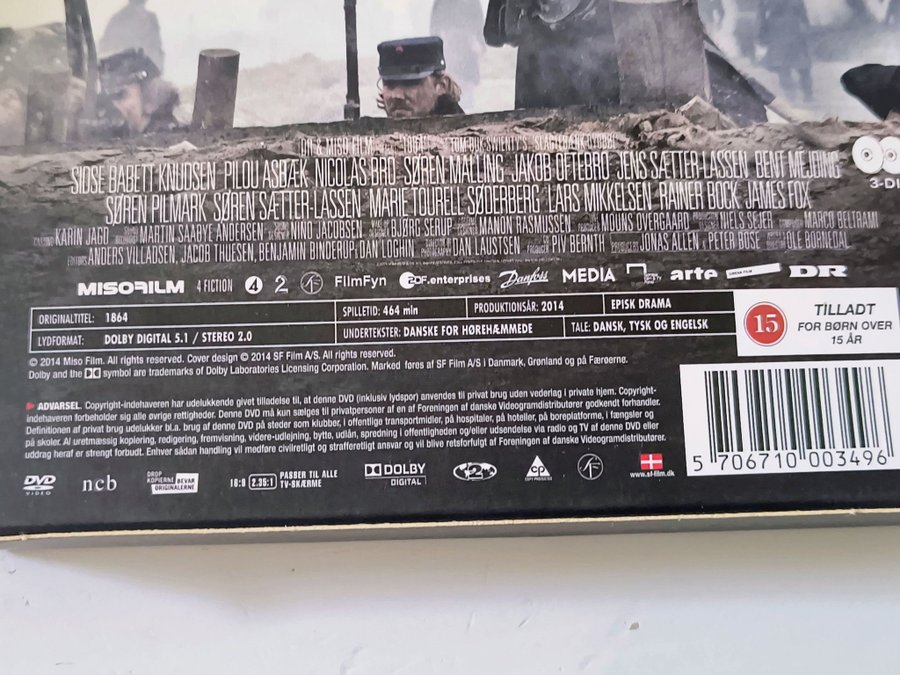 DR & MISO FILM
SIDSE BABETT KNUDSEN PILOU ASBÆK NICOLAS BRO SØREN MALLING JAKOB OFTEBRO JENS SÆTTER-LASSEN BENT MEJDING
3-DI
SØREN PILMARK SØREN SÆTTER-LASSEN MARIE TOURELL SØDERBERG LARS MIKKELSEN RAINER BOCK JAMES FOX
KARIN JAGD MARTIN SAABYE ANDERSEN NINO JACOBSEN BJØRG SERUP MANON RASMUSSEN MOUNS OVERGAARD NIELS SEJER MARCO BELTRAMI
EDITORS ANDERS VILLADSEN, JACOB THUESEN, BENJAMIN BINDERUP, DAN LOGHIN DAN LAUSTSEN PRODUCER PIV BERNTH JONAS ALLEN, PETER BOSE OLE BORNEDAL
MISOFILM 4 FICTION 4 2 FilmFyn ZDF.enterprises Danfoss MEDIA arte DR
ORIGINALTITEL: 1864 SPILLETID: 464 min PRODUKTIONSÅR: 2014 EPISK DRAMA
LYDFORMAT: DOLBY DIGITAL 5.1 / STEREO 2.0 UNDERTEKSTER: DANSKE FOR HØREHÆMMEDE TALE: DANSK, TYSK OG ENGELSK
15 TILLADT
FOR BØRN OVER
15 ÅR
© 2014 Miso Film. All rights reserved. Cover design © 2014 SF Film A/S. All rights reserved.
Dolby and the symbol are trademarks of Dolby Laboratories Licensing Corporation. Marked føres af SF Film A/S i Danmark, Grønland og på Færøerne.
ADVARSEL. Copyright-indehaveren har udelukkende givet tilladelse til, at denne DVD (inklusiv lydspor) anvendes til privat brug uden vederlag i private hjem. Copyright-
indehaveren forbeholder sig alle øvrige rettigheder. Denne DVD må kun sælges til privatpersoner af en af Foreningen af danske Videogramdistributører godkendt forhandler.
Definitionen af privat brug udelukker bl.a. brug af denne DVD på steder som klubber, i offentlige transportmidler, på hospitaler, på hoteller, på boreplatforme, i fængsler og
på skoler. Al uretmæssig kopiering, redigering, fremvisning, videre-udlejning, bytte, udlån, spredning i offentligheden og/eller udsendelse via radio og TV af denne DVD eller
uddrag heraf er strengt forbudt. Enhver sådan handling vil medføre civilretligt og strafferetligt ansvar og vil blive retsforfulgt af Foreningen af danske Videogramdistributører.
5 706710 003496
DVD VIDEO ncb DROP KOPIERNE BEVAR ORIGINALERNE 16:9 2.35:1 PASSER TIL ALLE TV-SKÆRME DOLBY DIGITAL 2 CP COPY PROTECTED www.sf-film.dk